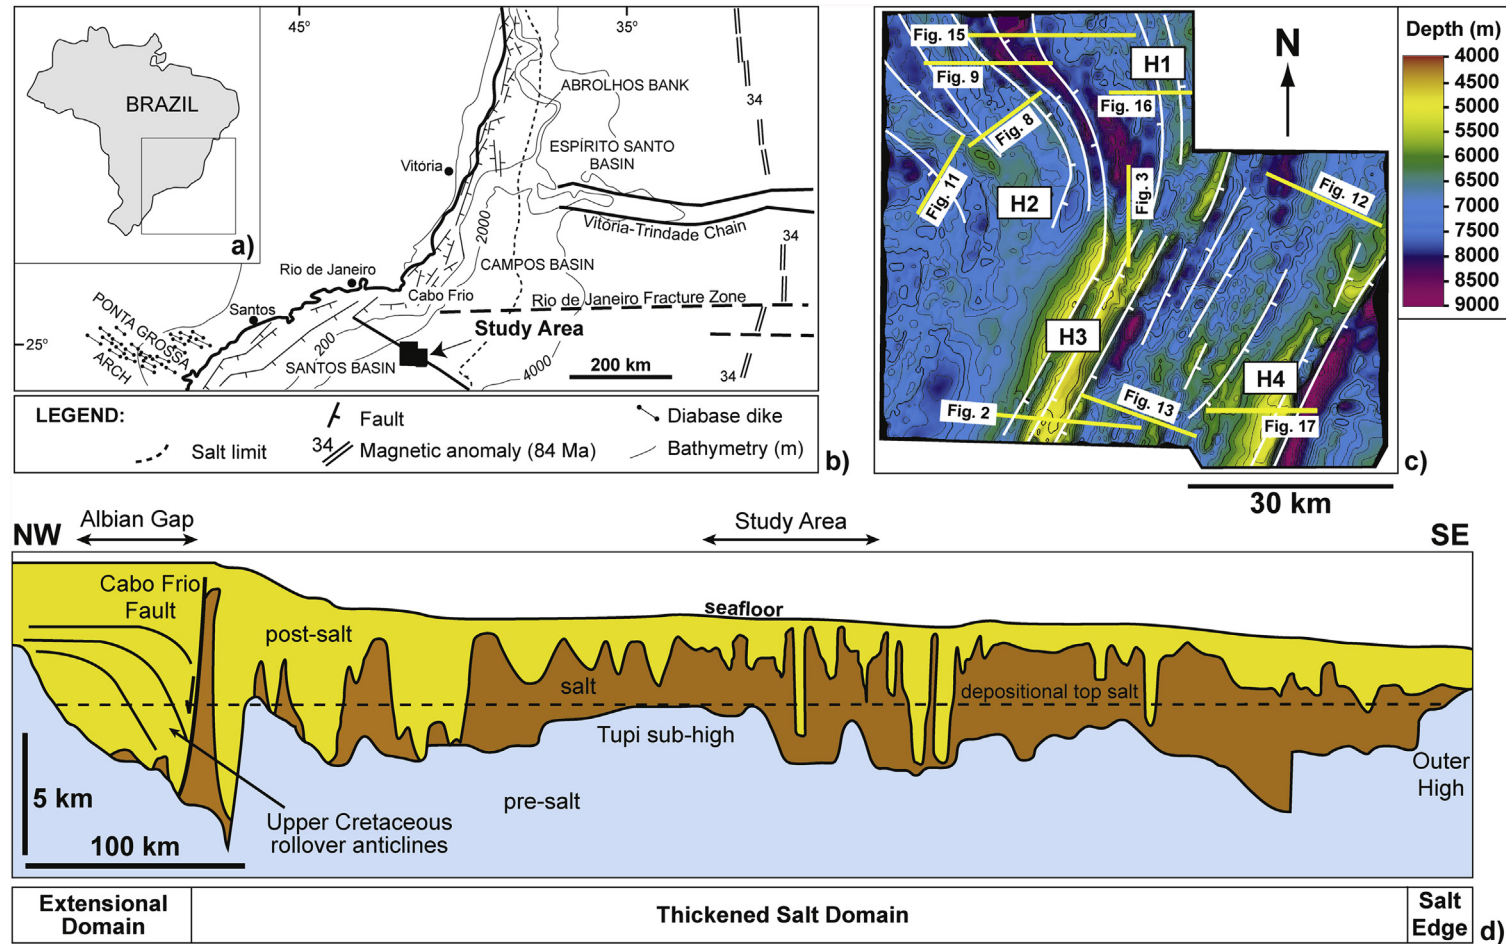 BRAZIL
a)
45°
35°
ABROLHOS BANK
34
ESPÍRITO SANTO
BASIN
Vitória
2000
Vitória-Trindade Chain
34
CAMPOS BASIN
Rio de Janeiro
Cabo Frio
Rio de Janeiro Fracture Zone
Santos
PONTA GROSSA
ARCH
200
Study Area
25°
SANTOS BASIN
4000
200 km
34
LEGEND:
Fault
Diabase dike
Salt limit
34
Magnetic anomaly (84 Ma)
Bathymetry (m)
b)
Fig. 15
H1
N
Fig. 9
Fig. 16
Fig. 8
Fig. 11
H2
Fig. 3
Fig. 12
H3
H4
Fig. 2
Fig. 13
Fig. 17
c)
30 km
Depth (m)
4000
4500
5000
5500
6000
6500
7000
7500
8000
8500
9000
NW
Albian Gap
Study Area
SE
Cabo Frio
Fault
seafloor
post-salt
salt
depositional top salt
Tupi sub-high
Outer
High
5 km
pre-salt
Upper Cretaceous
rollover anticlines
100 km
Extensional
Domain
Thickened Salt Domain
Salt
Edge
d)